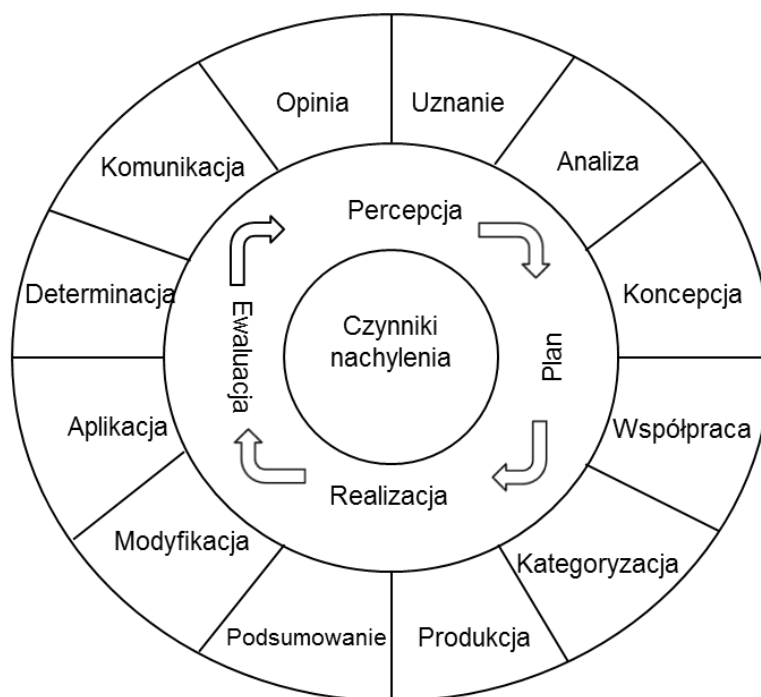 Opinia
Uznanie
Komunikacja
Analiza
Percepcja
Determinacja
Koncepcja
Ewaluacja
Czynniki
nachylenia
Plan
Aplikacja
Współpraca
Realizacja
Modyfikacja
Kategoryzacja
Podsumowanie
Produkcja